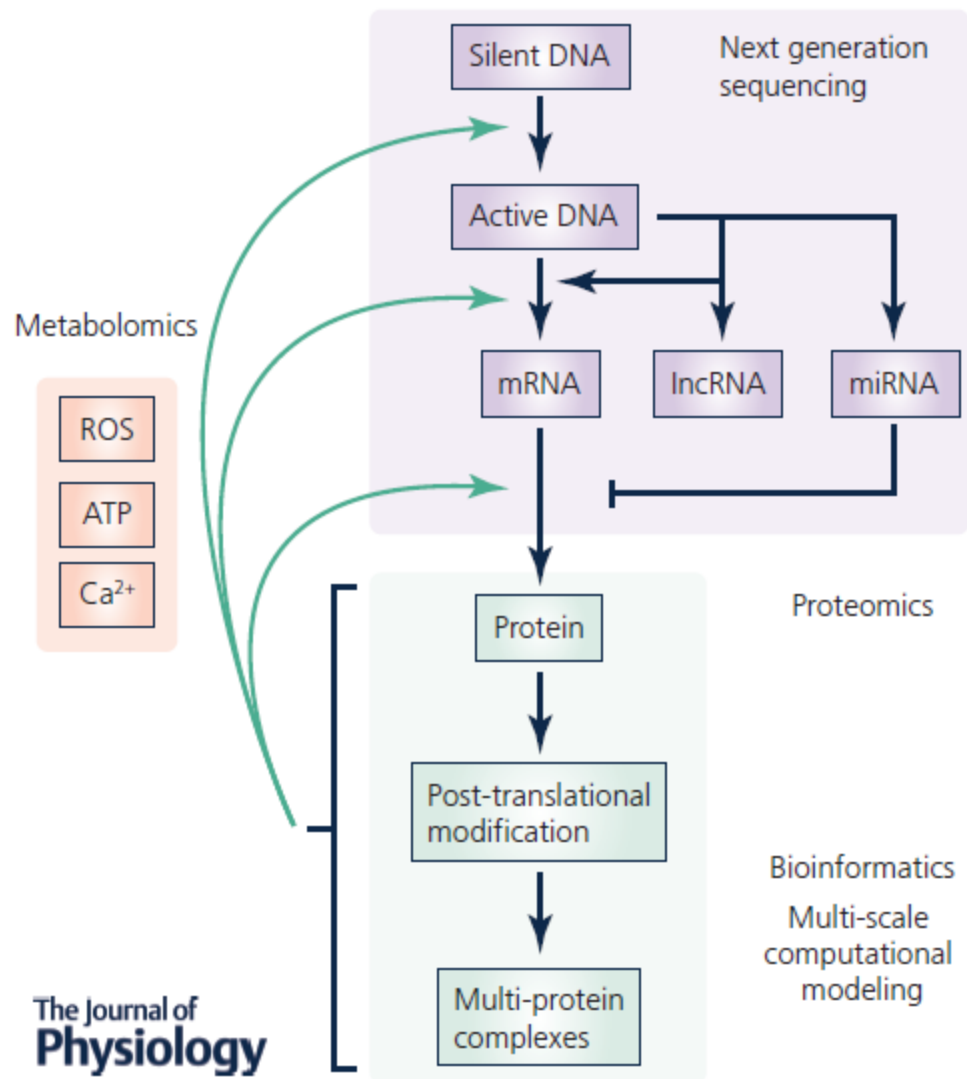 Silent DNA
Next generation
sequencing
Active DNA
Metabolomics
mRNA
lncRNA
miRNA
ROS
ATP
Ca²⁺
Protein
Proteomics
Post-translational
modification
Bioinformatics
Multi-scale
computational
modeling
Multi-protein
complexes
The Journal of
Physiology